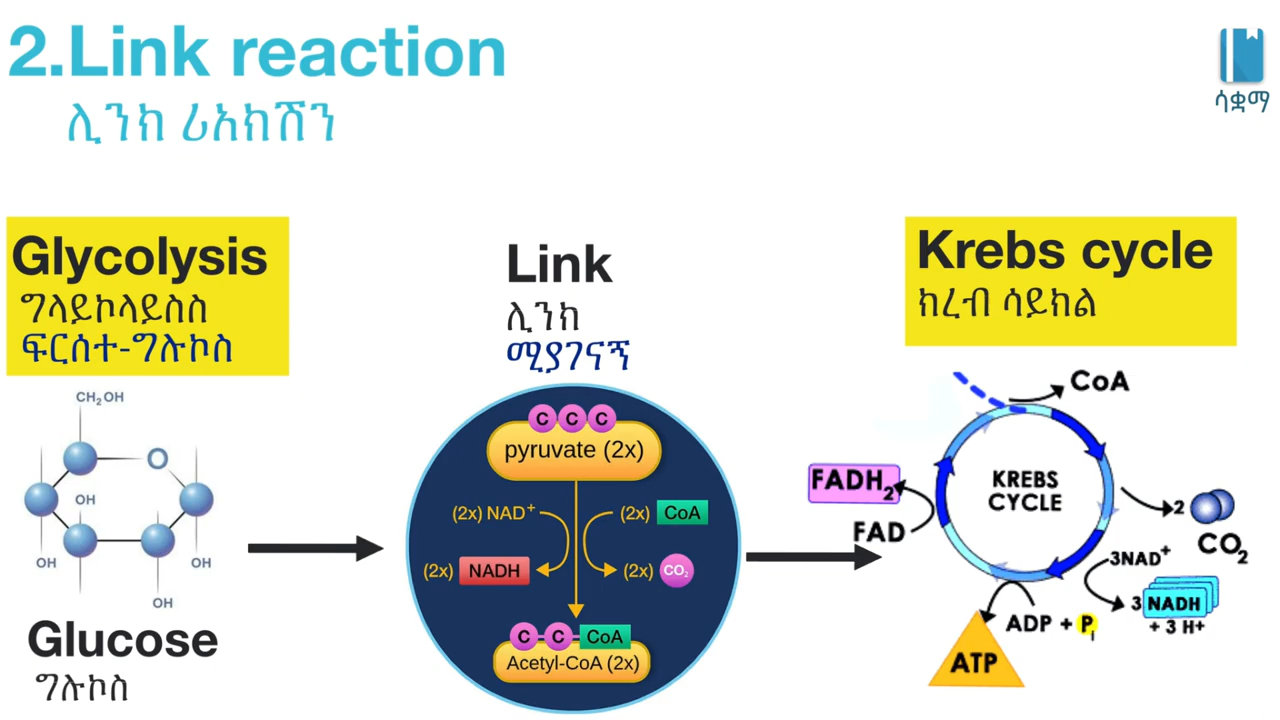 2.Link reaction
ሊንክ ሪአክሽን
ሳቋማ
Glycolysis
ግላይኮላይስስ
ፍርሰተ-ግሉኮስ
CH₂OH
O
OH
OH
OH
OH
Glucose
ግሉኮስ
Link
ሊንክ
ሚያገናኝ
C C C
pyruvate (2x)
(2x) NAD⁺
(2x) CoA
(2x) NADH
(2x) CO₂
C C CoA
Acetyl-CoA (2x)
Krebs cycle
ክረብ ሳይክል
CoA
KREBS
CYCLE
FADH₂
FAD
2
CO₂
3NAD⁺
3 NADH
+ 3 H+
ADP + Pi
ATP